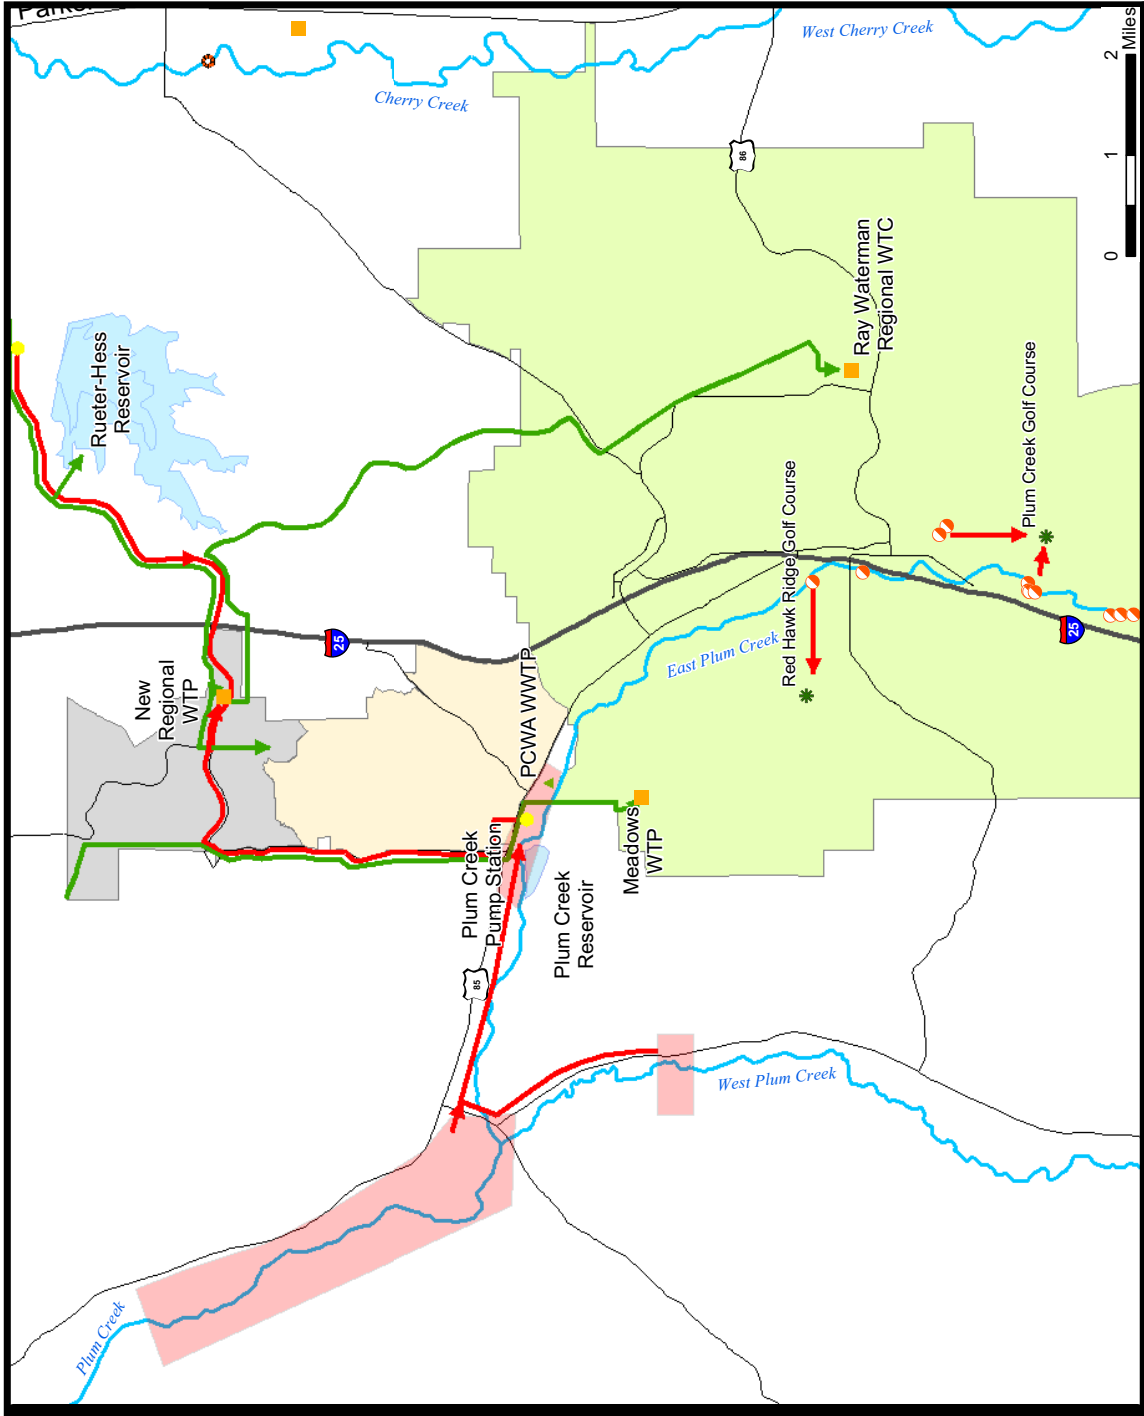 Parker
West Cherry Creek
Cherry Creek
2
Miles
1
0
86
Ray Waterman
Regional WTC
Rueter-Hess
Reservoir
Plum Creek Golf Course
Red Hawk Ridge Golf Course
25
25
East Plum Creek
New
Regional
WTP
PCWA WWTP
Meadows
WTP
Plum Creek
Pump Station
Plum Creek
Reservoir
85
West Plum Creek
Plum Creek